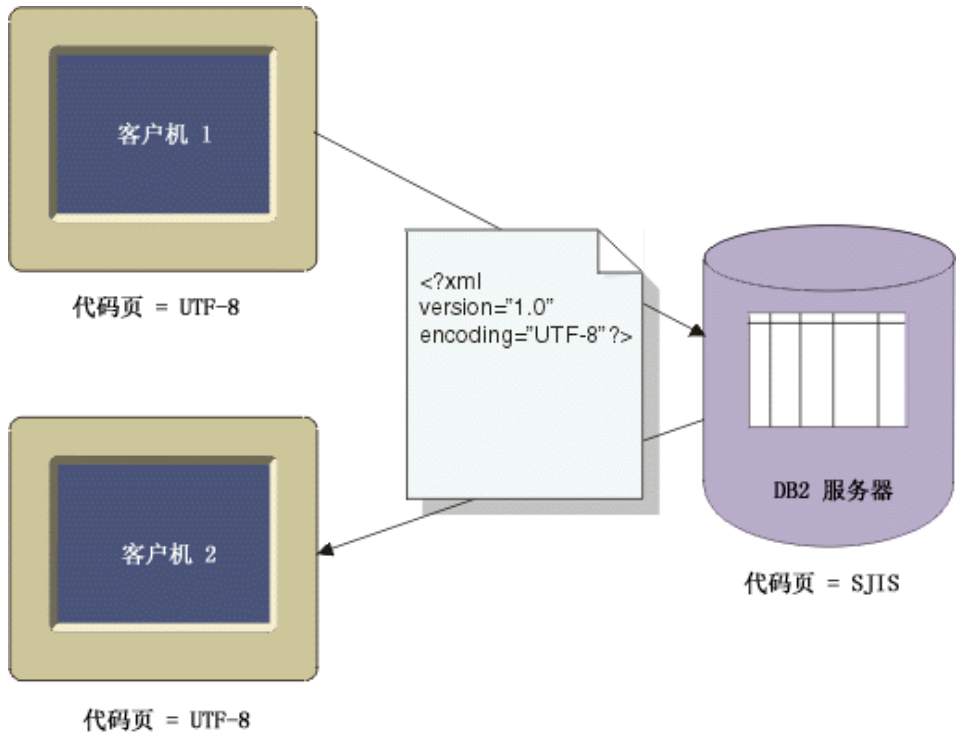 客户机 1
代码页 = UTF-8
<?xml
version="1.0"
encoding="UTF-8"?>
DB2 服务器
代码页 = SJIS
客户机 2
代码页 = UTF-8